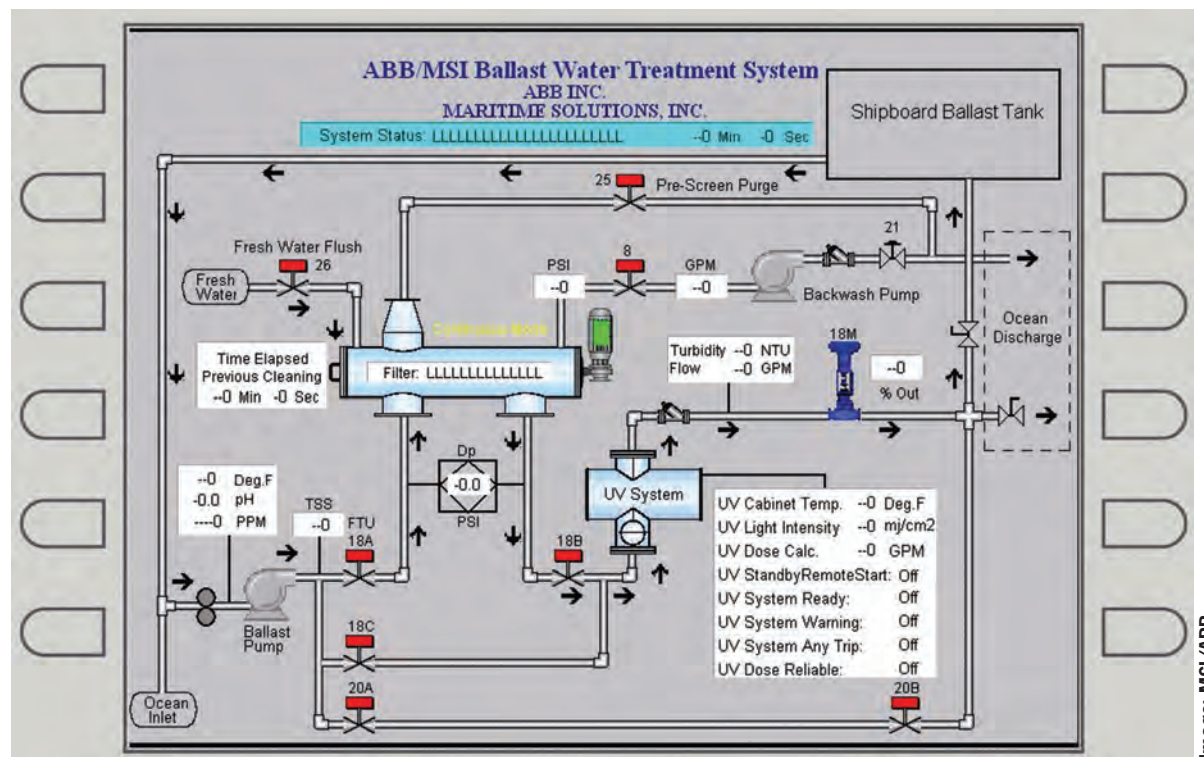 ABB/MSI Ballast Water Treatment System
ABB INC.
MARITIME SOLUTIONS, INC.
System Status: LLLLLLLLLLLLLLLLLLLLLLL --0 Min -0 Sec
Shipboard Ballast Tank
25
Pre-Screen Purge
Fresh Water Flush
26
Fresh
Water
PSI
--0
8
GPM
--0
Backwash Pump
21
Ocean
Discharge
Time Elapsed
Previous Cleaning
--0 Min -0 Sec
Continuous Mode
Filter: LLLLLLLLLLLLLL
Turbidity --0 NTU
Flow --0 GPM
18M
--0
% Out
Dp
-0.0
PSI
--0 Deg.F
-0.0 pH
----0 PPM
TSS
--0
FTU
18A
18B
UV System
UV Cabinet Temp. --0 Deg.F
UV Light Intensity --0 mj/cm2
UV Dose Calc. --0 GPM
UV StandbyRemoteStart: Off
UV System Ready: Off
UV System Warning: Off
UV System Any Trip: Off
UV Dose Reliable: Off
Ballast
Pump
18C
20A
20B
Ocean
Inlet
Images: MSI /ABB